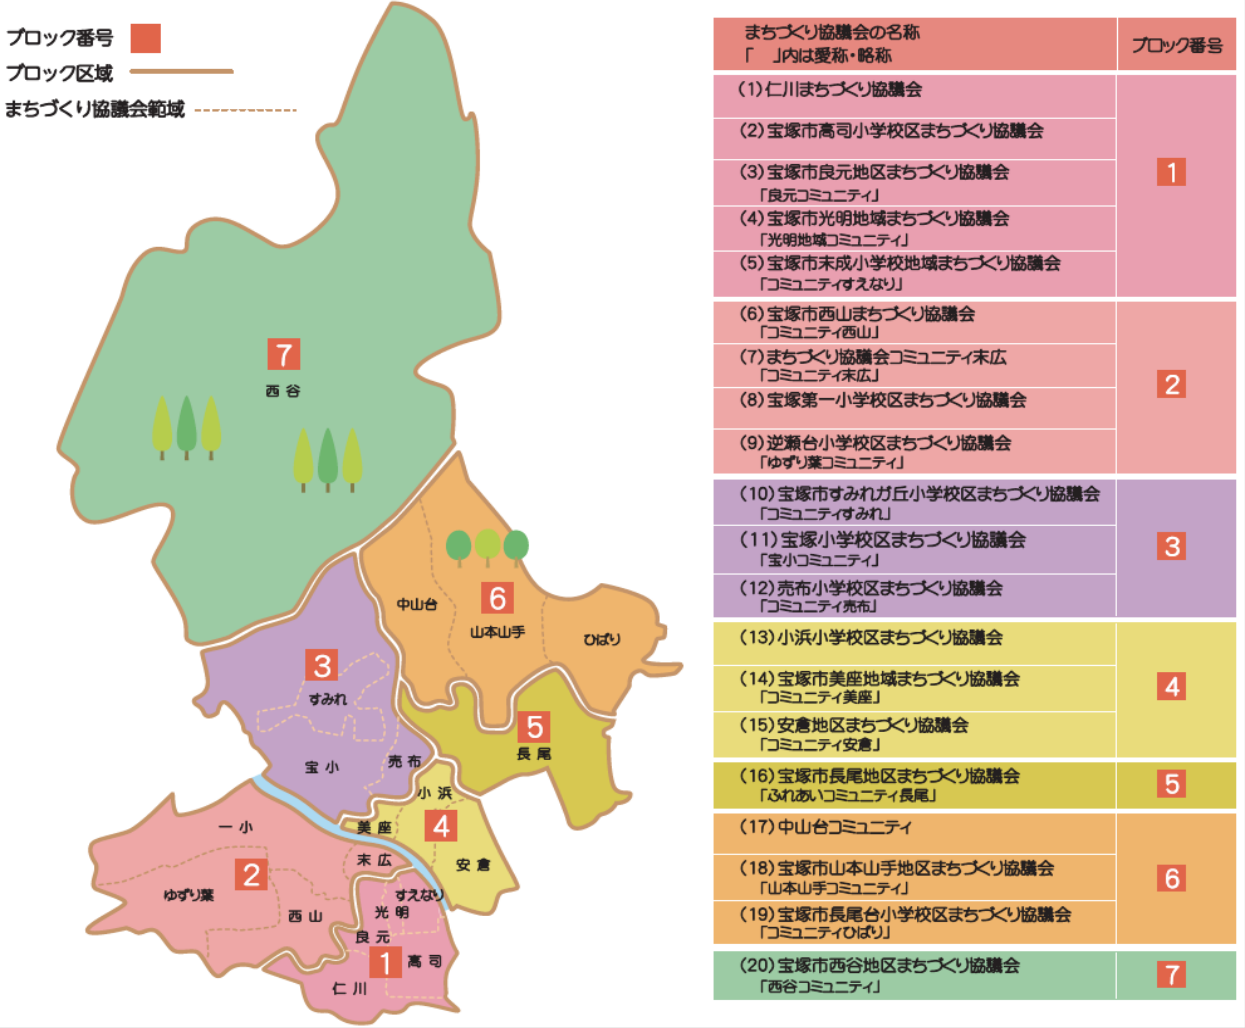 ブロック番号
ブロック区域
まちづくり協議会範域
7
西谷
中山台
6
山本山手
ひばり
3
すみれ
宝小
売布
5
長尾
小浜
美座
4
安倉
一小
末広
2
ゆずり葉
西山
すえなり
光明
良元
1
高司
仁川
まちづくり協議会の名称
「　」内は愛称・略称
ブロック番号
(1)仁川まちづくり協議会
(2)宝塚市高司小学校区まちづくり協議会
(3)宝塚市良元地区まちづくり協議会
「良元コミュニティ」
(4)宝塚市光明地域まちづくり協議会
「光明地域コミュニティ」
(5)宝塚市末成小学校地域まちづくり協議会
「コミュニティすえなり」
1
(6)宝塚市西山まちづくり協議会
「コミュニティ西山」
(7)まちづくり協議会コミュニティ末広
「コミュニティ末広」
(8)宝塚第一小学校区まちづくり協議会
(9)逆瀬台小学校区まちづくり協議会
「ゆずり葉コミュニティ」
2
(10)宝塚市すみれガ丘小学校区まちづくり協議会
「コミュニティすみれ」
(11)宝塚小学校区まちづくり協議会
「宝小コミュニティ」
(12)売布小学校区まちづくり協議会
「コミュニティ売布」
3
(13)小浜小学校区まちづくり協議会
(14)宝塚市美座地域まちづくり協議会
「コミュニティ美座」
(15)安倉地区まちづくり協議会
「コミュニティ安倉」
4
(16)宝塚市長尾地区まちづくり協議会
「ふれあいコミュニティ長尾」
5
(17)中山台コミュニティ
(18)宝塚市山本山手地区まちづくり協議会
「山本山手コミュニティ」
(19)宝塚市長尾台小学校区まちづくり協議会
「コミュニティひばり」
6
(20)宝塚市西谷地区まちづくり協議会
「西谷コミュニティ」
7